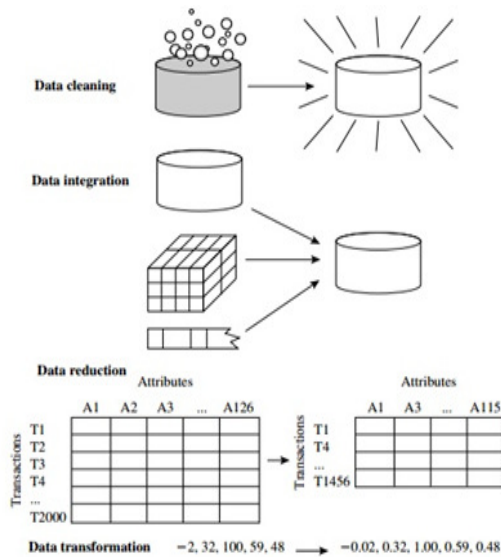 Data cleaning
Data integration
Data reduction
Attributes
A1 A2 A3 ... A126
Transactions
T1
T2
T3
T4
...
T2000
Attributes
A1 A3 ... A115
Transactions
T1
T4
...
T1456
Data transformation −2, 32, 100, 59, 48 −0.02, 0.32, 1.00, 0.59, 0.48